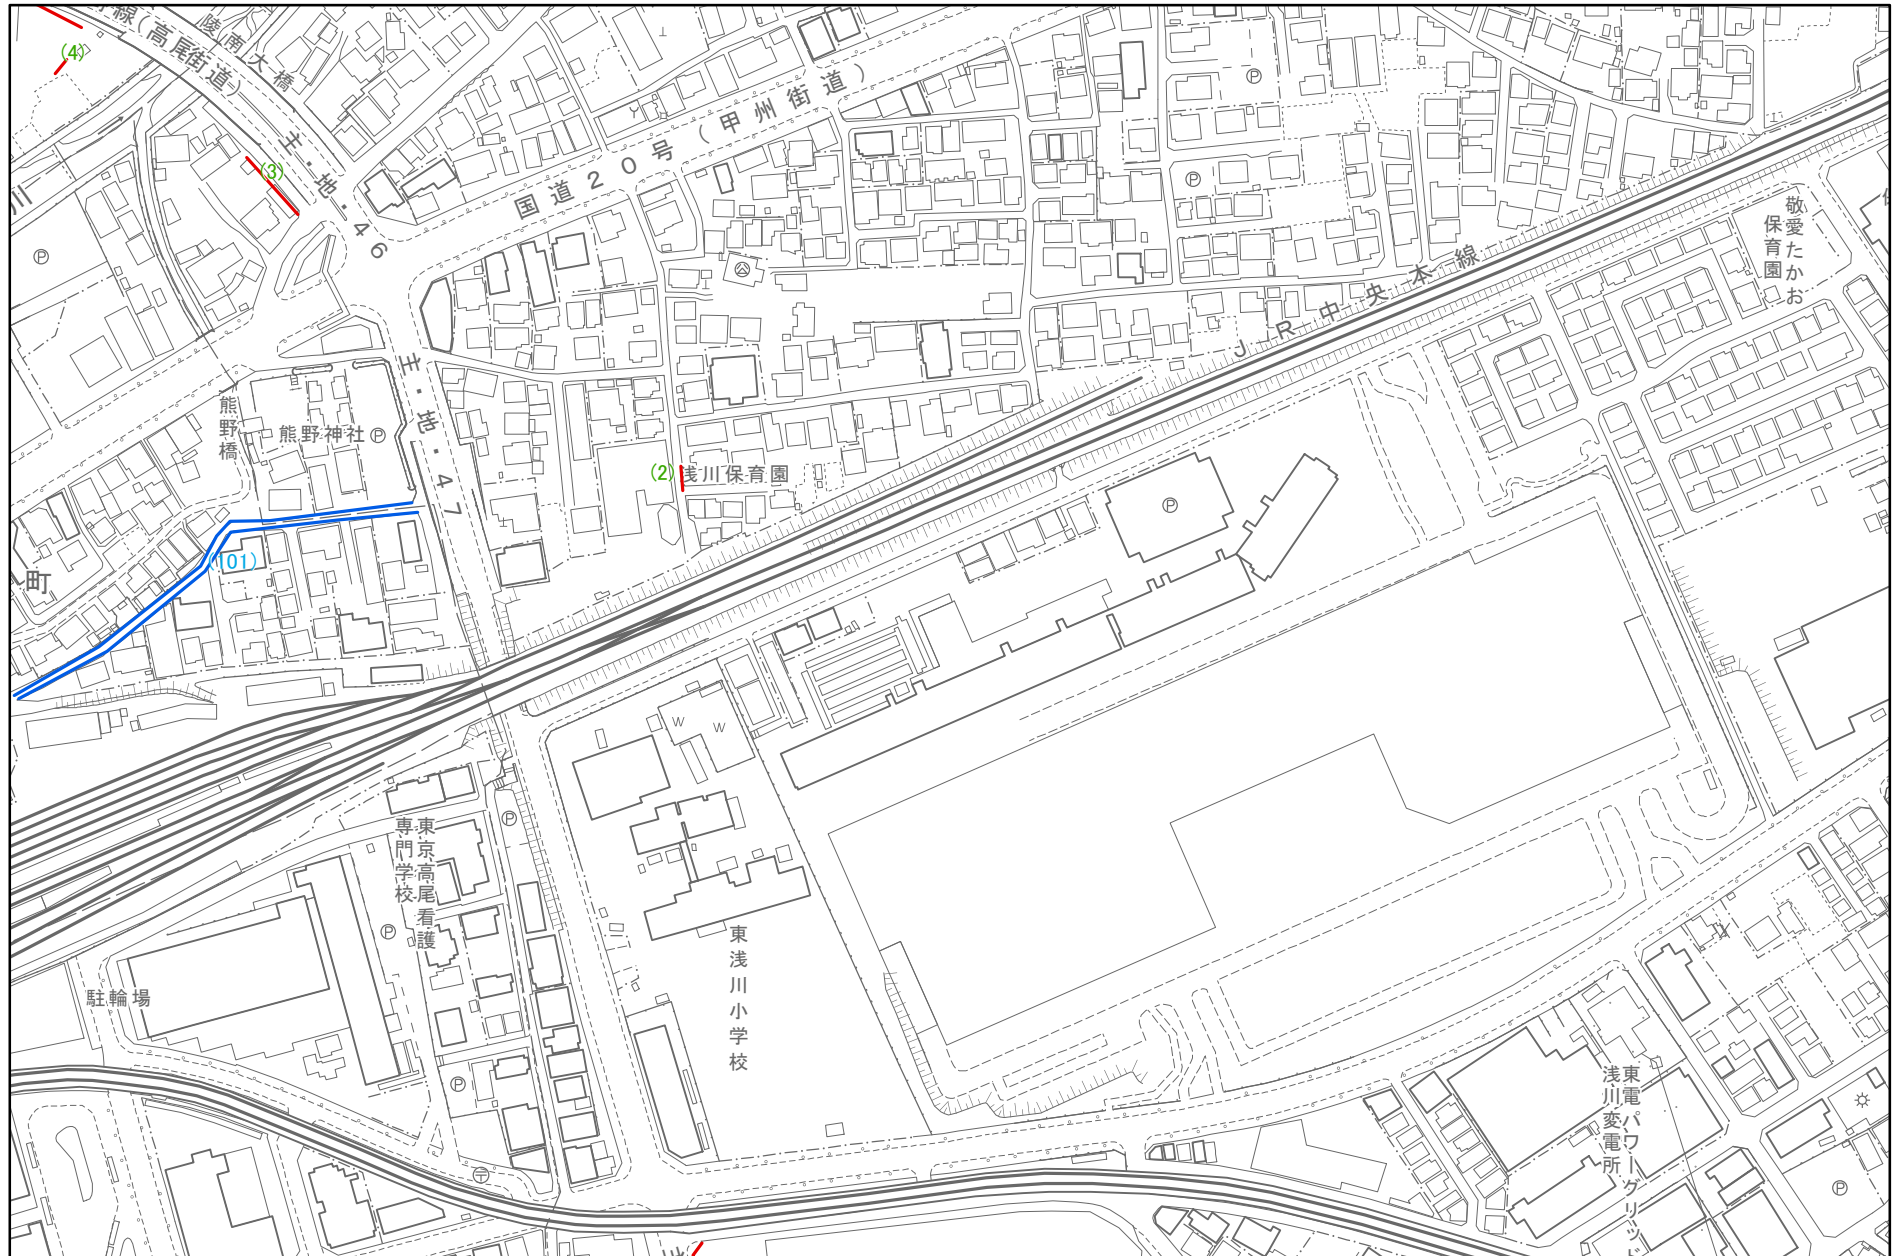 線(高尾街道)
陵南大橋
(4)
(3)
主・地・46
国道20号(甲州街道)
川
敬愛たかお
保育園
JR中央本線
主・地・47
熊野橋
熊野神社
(2)
浅川保育園
(101)
町
東京高尾看護
専門学校
駐輪場
東浅川小学校
東電パワーグリッド
浅川変電所